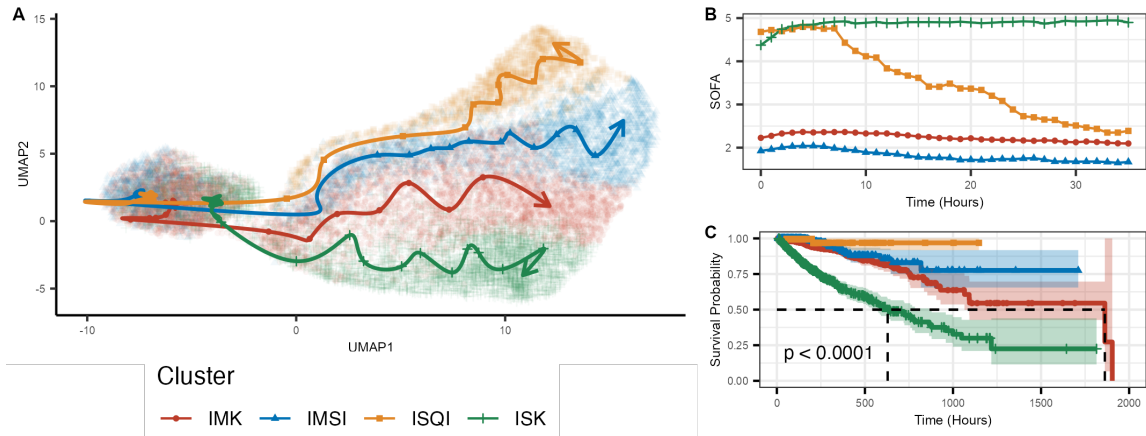 A
15
10
5
0
-5
UMAP2
-10
0
10
UMAP1
B
5
4
3
2
SOFA
0
10
20
30
Time (Hours)
C
1.00
0.75
0.50
0.25
0.00
Survival Probability
p < 0.0001
0
500
1000
1500
2000
Time (Hours)
Cluster
IMK IMSI ISQI ISK